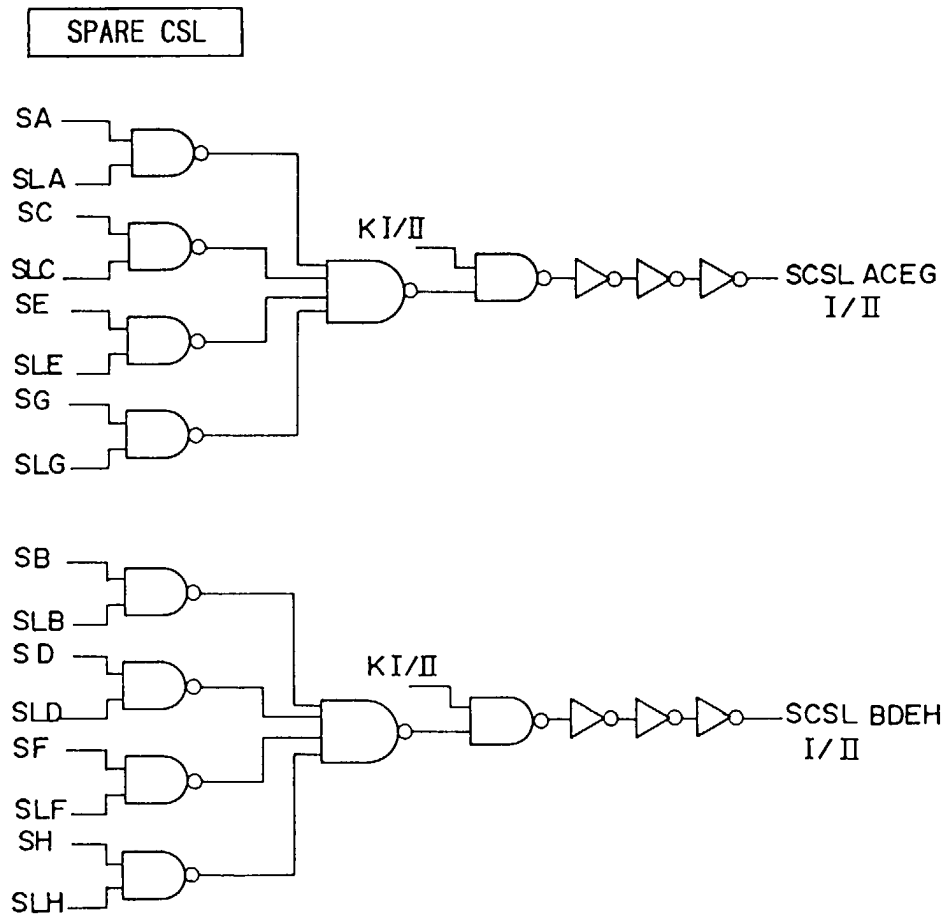 SPARE CSL
SA
SLA
SC
SLC
SE
SLE
SG
SLG
KI/II
SCSL ACEG
I/II
SB
SLB
SD
SLD
SF
SLF
SH
SLH
KI/II
SCSL BDEH
I/II